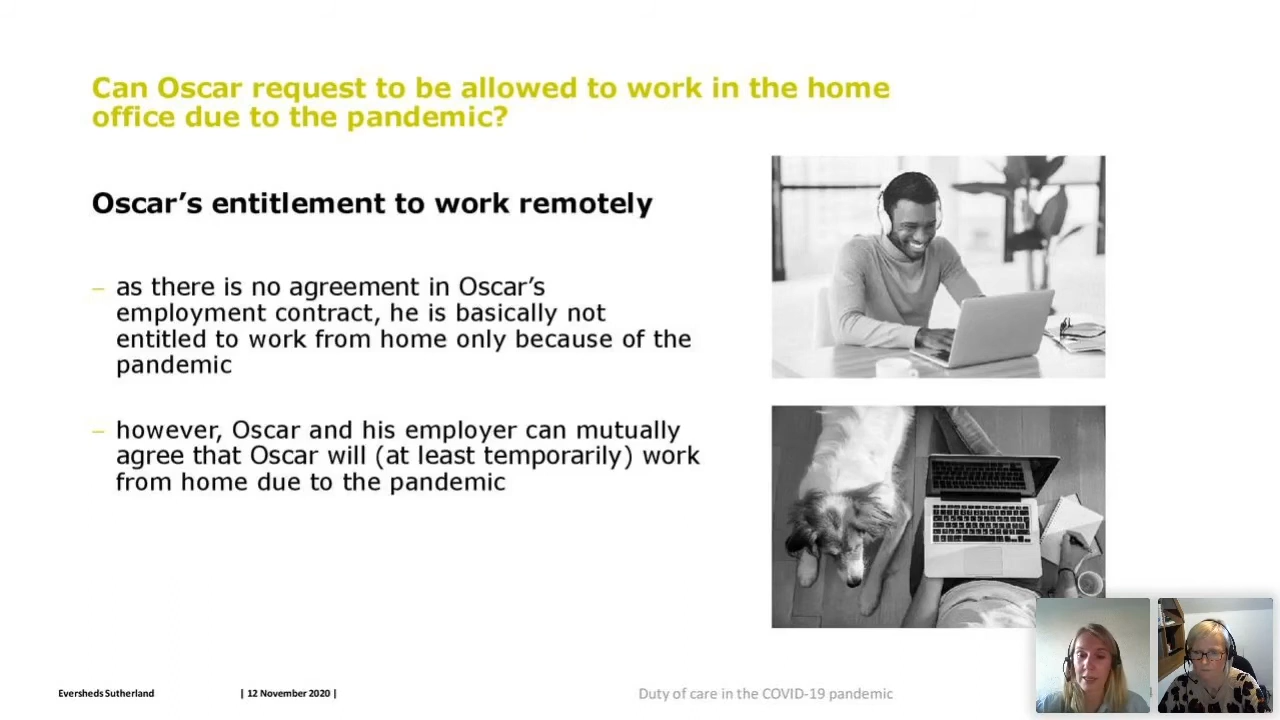 Can Oscar request to be allowed to work in the home
office due to the pandemic?
Oscar’s entitlement to work remotely
– as there is no agreement in Oscar’s
employment contract, he is basically not
entitled to work from home only because of the
pandemic
– however, Oscar and his employer can mutually
agree that Oscar will (at least temporarily) work
from home due to the pandemic
Eversheds Sutherland | 12 November 2020 | Duty of care in the COVID-19 pandemic